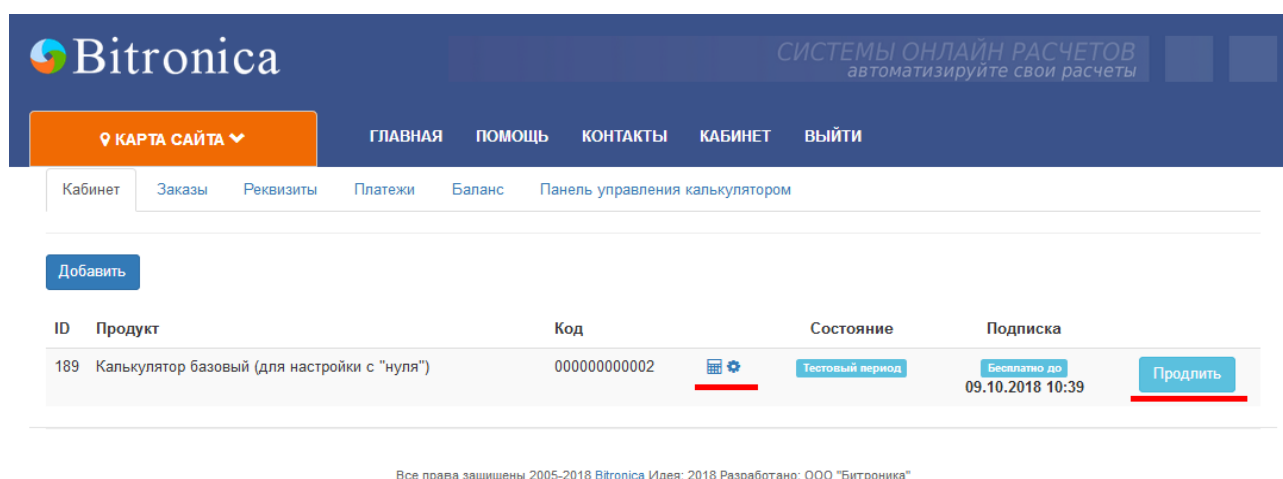 Bitronica
СИСТЕМЫ ОНЛАЙН РАСЧЕТОВ
автоматизируйте свои расчеты
КАРТА САЙТА
ГЛАВНАЯ ПОМОЩЬ КОНТАКТЫ КАБИНЕТ ВЫЙТИ
Кабинет Заказы Реквизиты Платежи Баланс Панель управления калькулятором
Добавить
ID Продукт Код Состояние Подписка
189 Калькулятор базовый (для настройки с "нуля") 000000000002 Тестовый период Бесплатно до
09.10.2018 10:39 Продлить
Все права защищены 2005-2018 Bitronica Идея: 2018 Разработано: ООО "Битроника"